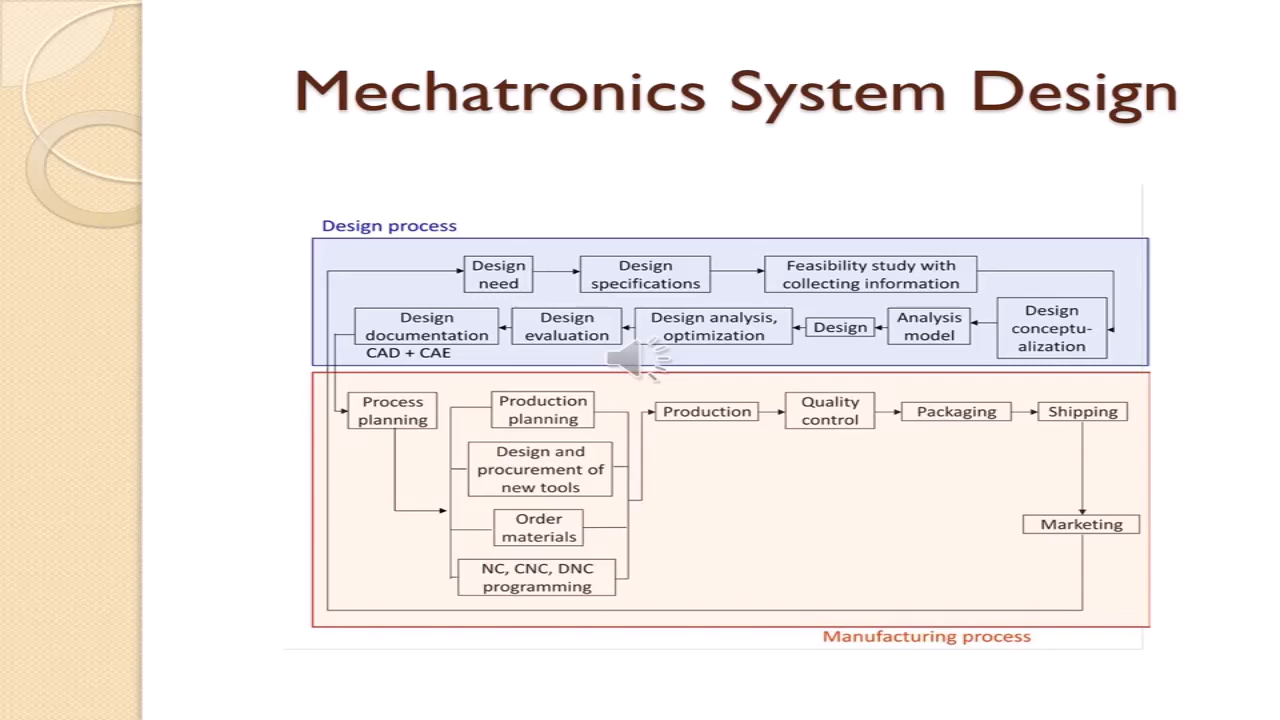 Mechatronics System Design
Design process
Design
need
Design
specifications
Feasibility study with
collecting information
Design
conceptu-
alization
Analysis
model
Design
Design analysis,
optimization
Design
evaluation
Design
documentation
CAD + CAE
Process
planning
Production
planning
Design and
procurement of
new tools
Order
materials
NC, CNC, DNC
programming
Production
Quality
control
Packaging
Shipping
Marketing
Manufacturing process